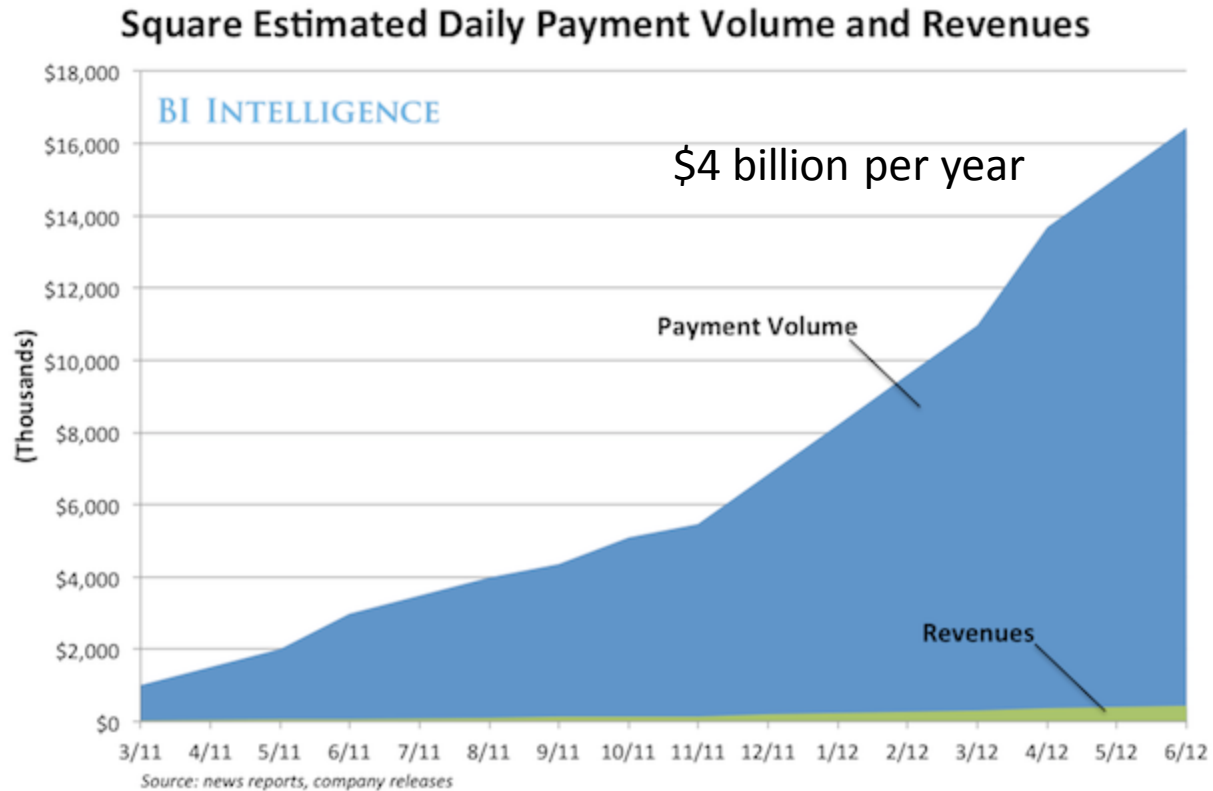 Square Estimated Daily Payment Volume and Revenues
$18,000
BI INTELLIGENCE
$16,000
$4 billion per year
$14,000
$12,000
Payment Volume
$10,000
(Thousands)
$8,000
$6,000
$4,000
Revenues
$2,000
$0
3/11 4/11 5/11 6/11 7/11 8/11 9/11 10/11 11/11 12/11 1/12 2/12 3/12 4/12 5/12 6/12
Source: news reports, company releases